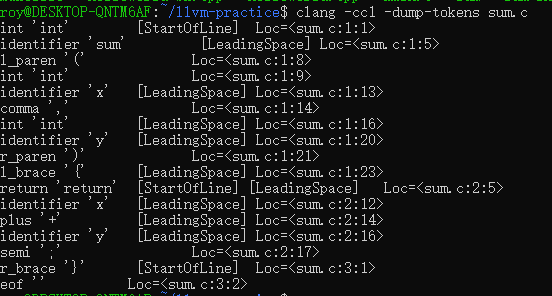 roy@DESKTOP-QNTM6AF:~/llvm-practice$ clang -cc1 -dump-tokens sum.c
int 'int' [StartOfLine] Loc=<sum.c:1:1>
identifier 'sum' [LeadingSpace] Loc=<sum.c:1:5>
l_paren '(' Loc=<sum.c:1:8>
int 'int' Loc=<sum.c:1:9>
identifier 'x' [LeadingSpace] Loc=<sum.c:1:13>
comma ',' Loc=<sum.c:1:14>
int 'int' [LeadingSpace] Loc=<sum.c:1:16>
identifier 'y' [LeadingSpace] Loc=<sum.c:1:20>
r_paren ')' Loc=<sum.c:1:21>
l_brace '{' [LeadingSpace] Loc=<sum.c:1:23>
return 'return' [StartOfLine] [LeadingSpace] Loc=<sum.c:2:5>
identifier 'x' [LeadingSpace] Loc=<sum.c:2:12>
plus '+' [LeadingSpace] Loc=<sum.c:2:14>
identifier 'y' [LeadingSpace] Loc=<sum.c:2:16>
semi ';' Loc=<sum.c:2:17>
r_brace '}' [StartOfLine] Loc=<sum.c:3:1>
eof '' Loc=<sum.c:3:2>